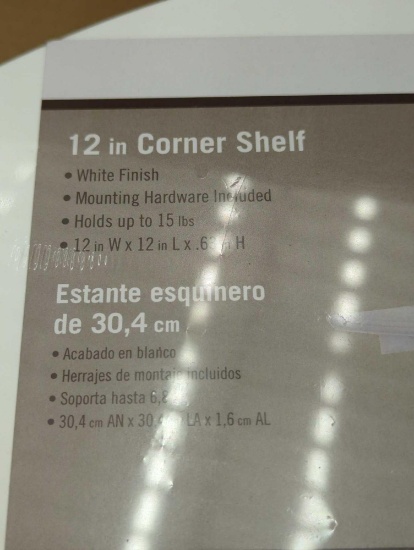 12 in Corner Shelf
• White Finish
• Mounting Hardware Included
• Holds up to 15 lbs
• 12 in W x 12 in L x H
Estante esquinero
de 30,4 cm
• Acabado en blanco
• Herrajes de montaje incluidos
• Soporta hasta
• 30,4 cm AN x LA x 1,6 cm AL